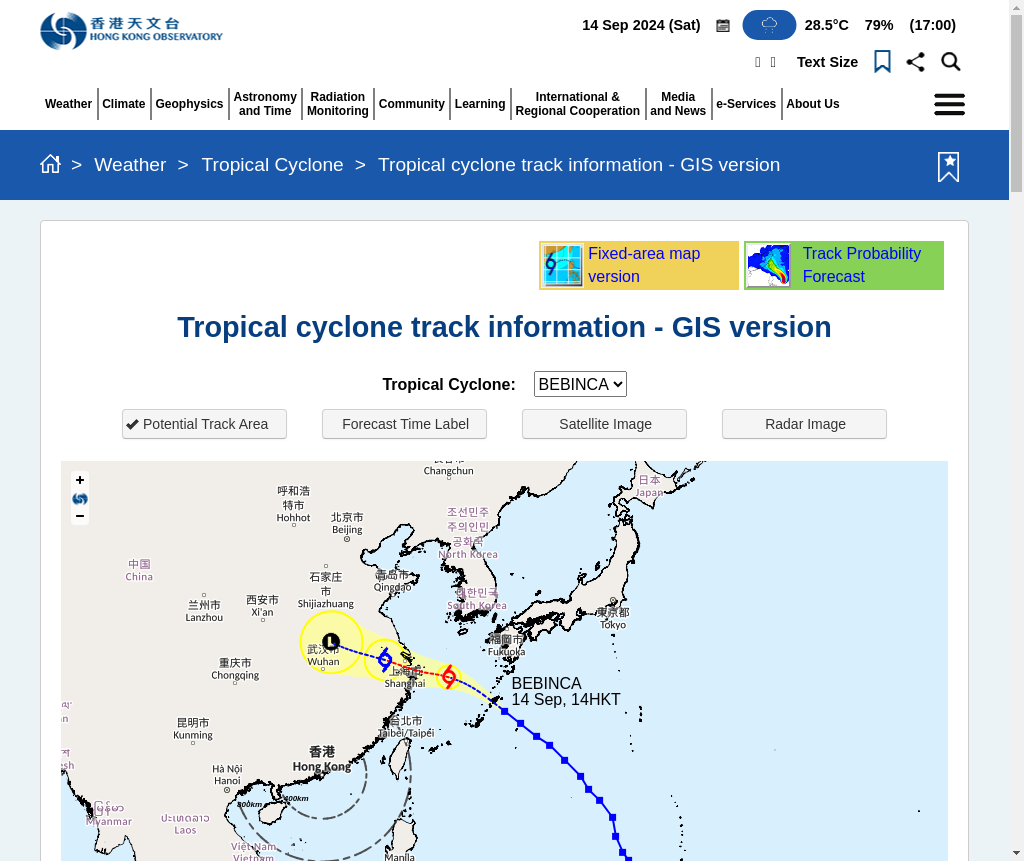 香港天文台
HONG KONG OBSERVATORY
14 Sep 2024 (Sat) 28.5°C 79% (17:00)
Text Size
Weather Climate Geophysics Astronomy and Time Radiation Monitoring Community Learning International & Regional Cooperation Media and News e-Services About Us
> Weather > Tropical Cyclone > Tropical cyclone track information - GIS version
Fixed-area map
version
Track Probability
Forecast
Tropical cyclone track information - GIS version
Tropical Cyclone: BEBINCA
Potential Track Area Forecast Time Label Satellite Image Radar Image
+
−
Changchun
日本
Japan
呼和浩
特市
Hohhot
北京市
Beijing
조선민주
주의인민
공화국
North Korea
中国
China
石家庄
市
Shijiazhuang
青岛市
Qingdao
대한민국
South Korea
兰州市
Lanzhou
西安市
Xi'an
東京都
Tokyo
福岡市
Fukuoka
L
武汉市
Wuhan
上海市
Shanghai
重庆市
Chongqing
BEBINCA
14 Sep, 14HKT
昆明市
Kunming
台北市
Taibei/Taipei
香港
Hong Kong
Hà Nội
Hanoi
800km
400km
Myanmar
ປະເທດລາວ
Laos
Việt Nam
Vietnam
Manila